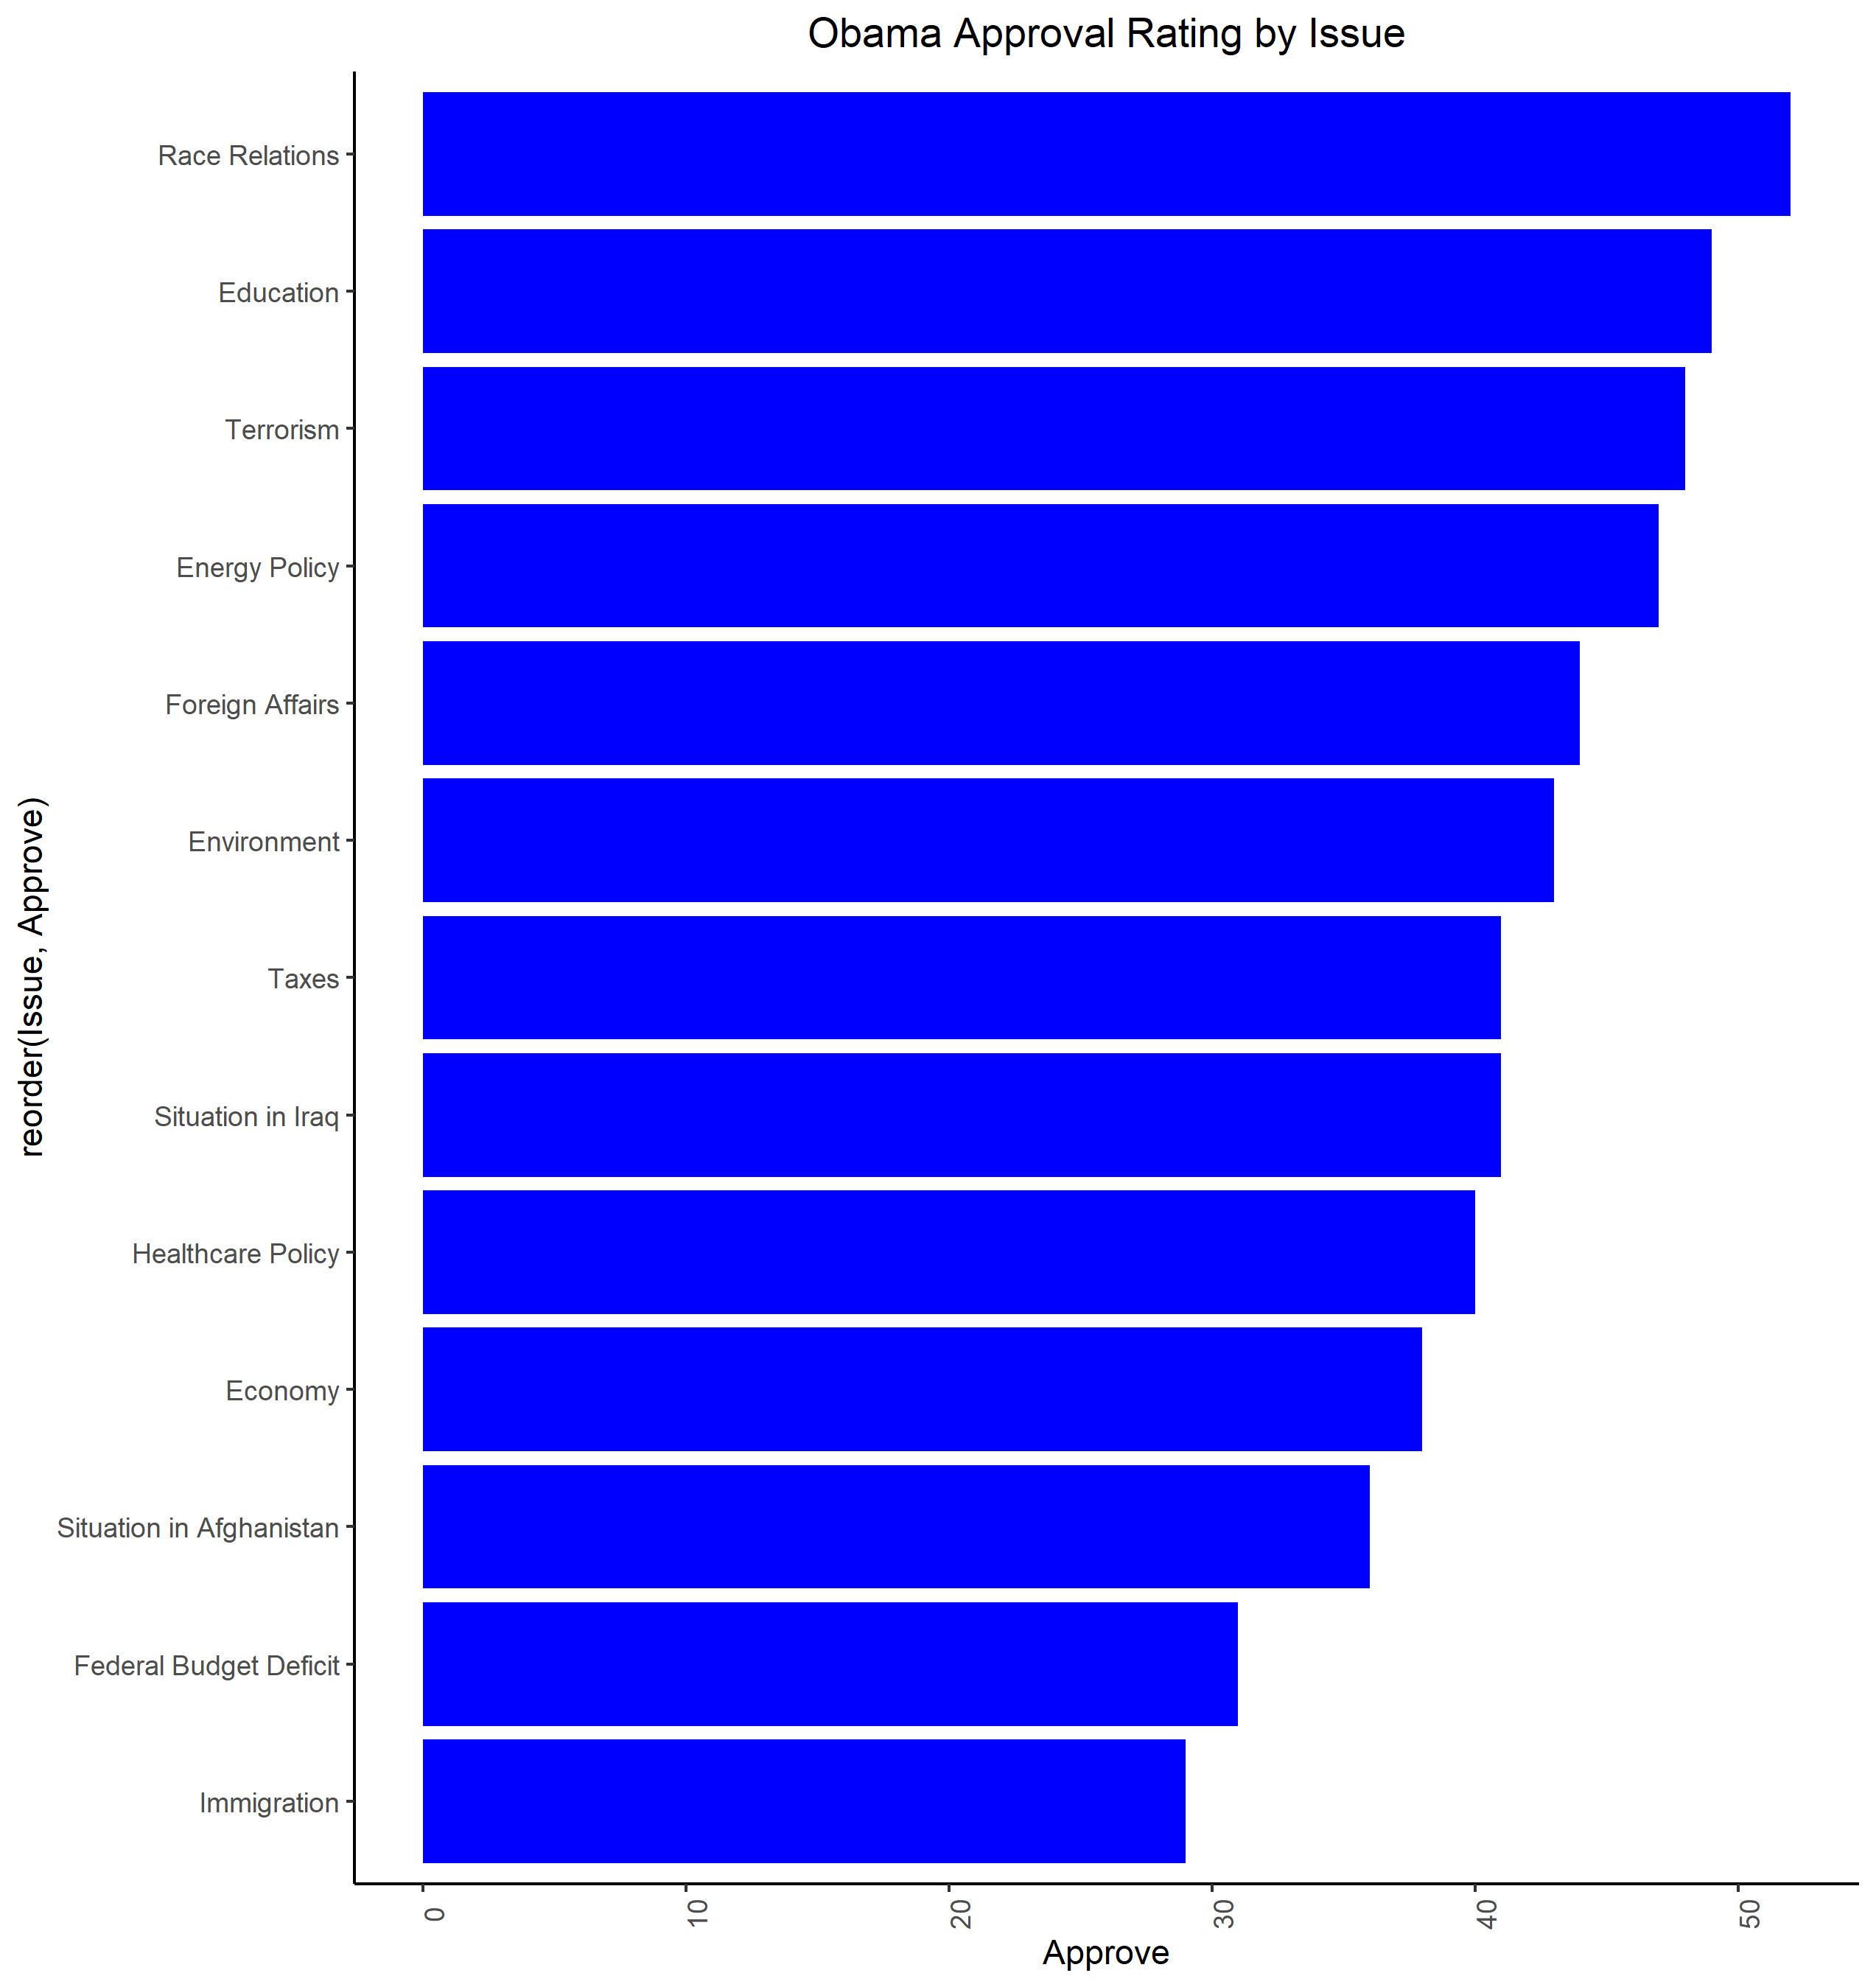 Obama Approval Rating by Issue
reorder(Issue, Approve)
Race Relations
Education
Terrorism
Energy Policy
Foreign Affairs
Environment
Taxes
Situation in Iraq
Healthcare Policy
Economy
Situation in Afghanistan
Federal Budget Deficit
Immigration
0
10
20
30
40
50
Approve